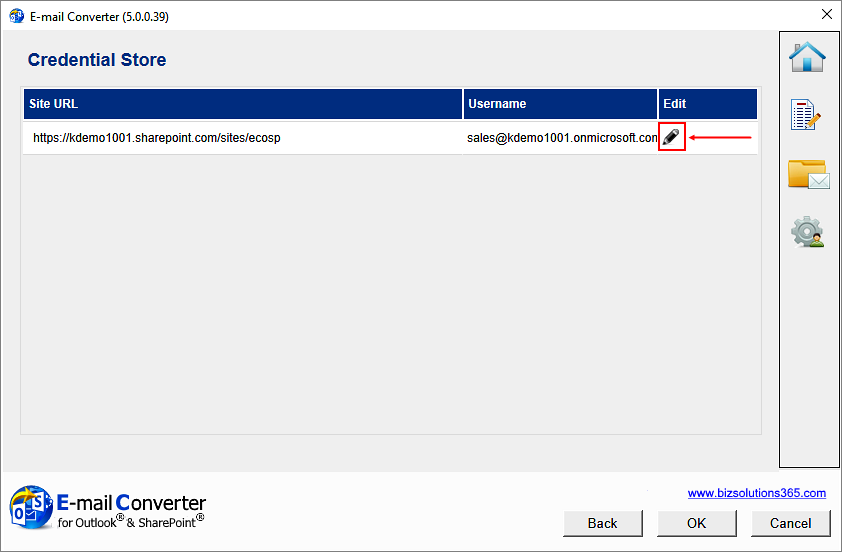 E-mail Converter (5.0.0.39)
Credential Store
Site URL Username Edit
https://kdemo1001.sharepoint.com/sites/ecosp sales@kdemo1001.onmicrosoft.con
www.bizsolutions365.com
E-mail Converter
for Outlook® & SharePoint®
Back OK Cancel